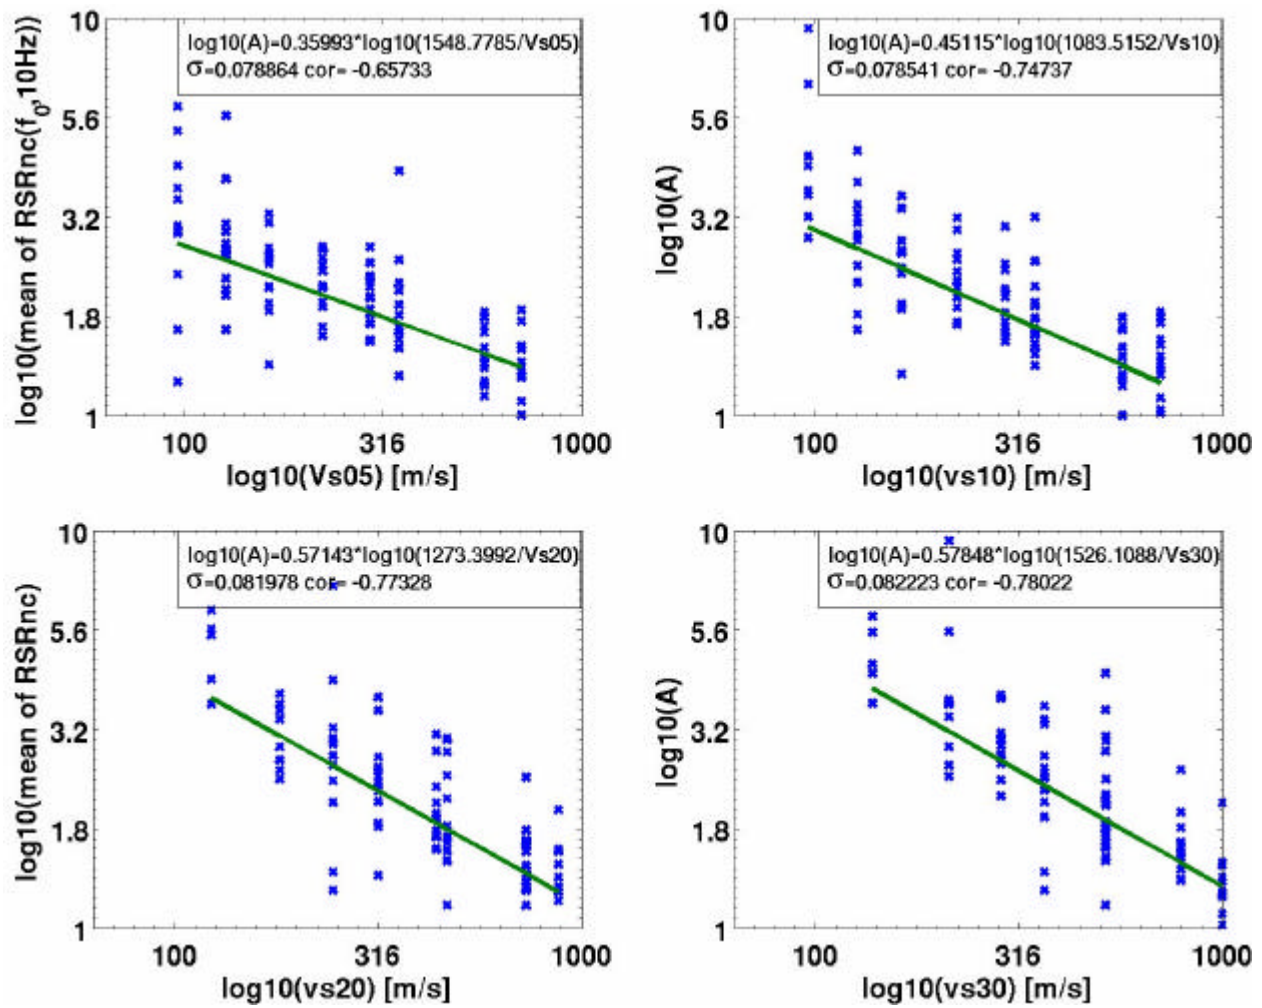 log10(A)=0.35993*log10(1548.7785/Vs05)
σ=0.078864 cor= -0.65733
10
5.6
3.2
1.8
1
100 316 1000
log10(mean of RSRnc(f0,10Hz))
log10(Vs05) [m/s]
log10(A)=0.45115*log10(1083.5152/Vs10)
σ=0.078541 cor= -0.74737
10
5.6
3.2
1.8
1
100 316 1000
log10(A)
log10(vs10) [m/s]
log10(A)=0.57143*log10(1273.3992/Vs20)
σ=0.081978 cor= -0.77328
10
5.6
3.2
1.8
1
100 316 1000
log10(mean of RSRnc)
log10(vs20) [m/s]
log10(A)=0.57848*log10(1526.1088/Vs30)
σ=0.082223 cor= -0.78022
10
5.6
3.2
1.8
1
100 316 1000
log10(A)
log10(vs30) [m/s]